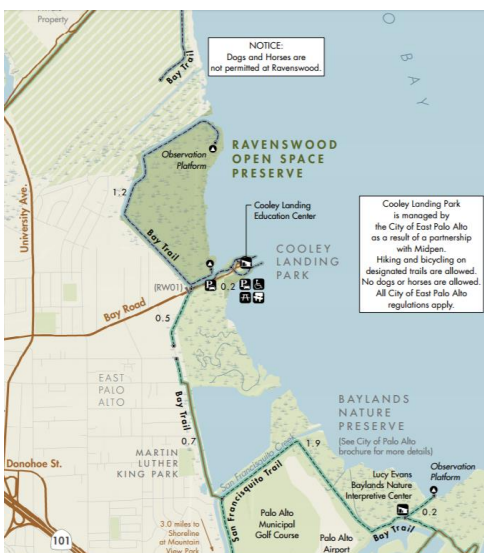 Property
O BAY
NOTICE:
Dogs and Horses are
not permitted at Ravenswood.
Bay Trail
Observation
Platform
RAVENSWOOD
OPEN SPACE
PRESERVE
University Ave.
1.2
Bay Trail
Cooley Landing
Education Center
COOLEY
LANDING
PARK
Cooley Landing Park
is managed by
the City of East Palo Alto
as a result of a partnership
with Midpen.
Hiking and bicycling on
designated trails are allowed.
No dogs or horses are allowed.
All City of East Palo Alto
regulations apply.
(RW01)
0.2
Bay Road
0.5
EAST
PALO
ALTO
Bay Trail
0.7
BAYLANDS
NATURE
PRESERVE
(See City of Palo Alto
brochure for more details)
San Francisquito Creek
1.9
MARTIN
LUTHER
KING PARK
Donohoe St.
San Francisquito Trail
Lucy Evans
Baylands Nature
Interpretive Center
Observation
Platform
0.2
Bay Trail
Palo Alto
Municipal
Golf Course
Palo Alto
Airport
101
3.0 miles to
Shoreline
at Mountain
View Park